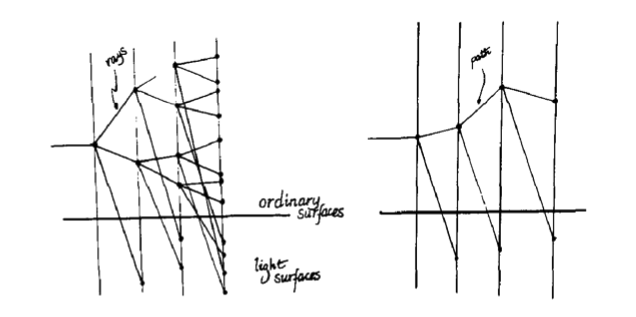 rays
path
ordinary
surfaces
light
surfaces